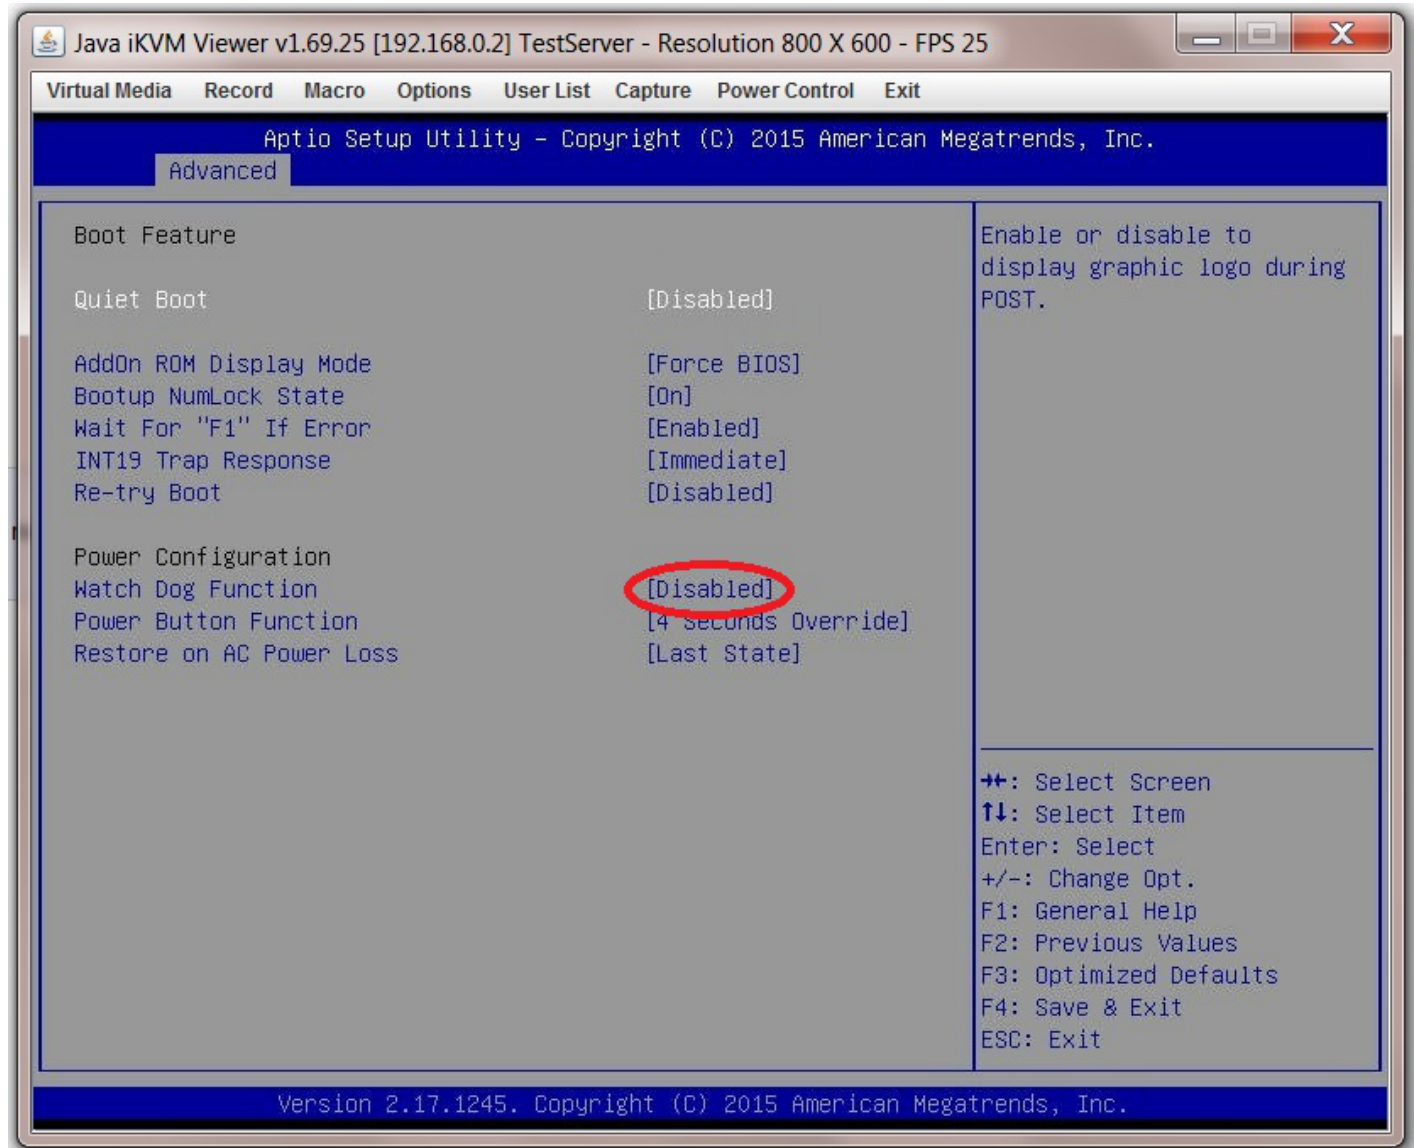 Java iKVM Viewer v1.69.25 [192.168.0.2] TestServer - Resolution 800 X 600 - FPS 25
Virtual Media Record Macro Options User List Capture Power Control Exit
Aptio Setup Utility – Copyright (C) 2015 American Megatrends, Inc.
Advanced
Boot Feature
Quiet Boot [Disabled]
AddOn ROM Display Mode [Force BIOS]
Bootup NumLock State [On]
Wait For "F1" If Error [Enabled]
INT19 Trap Response [Immediate]
Re-try Boot [Disabled]
Power Configuration
Watch Dog Function [Disabled]
Power Button Function [4 Seconds Override]
Restore on AC Power Loss [Last State]
Enable or disable to
display graphic logo during
POST.
→←: Select Screen
↑↓: Select Item
Enter: Select
+/-: Change Opt.
F1: General Help
F2: Previous Values
F3: Optimized Defaults
F4: Save & Exit
ESC: Exit
Version 2.17.1245. Copyright (C) 2015 American Megatrends, Inc.